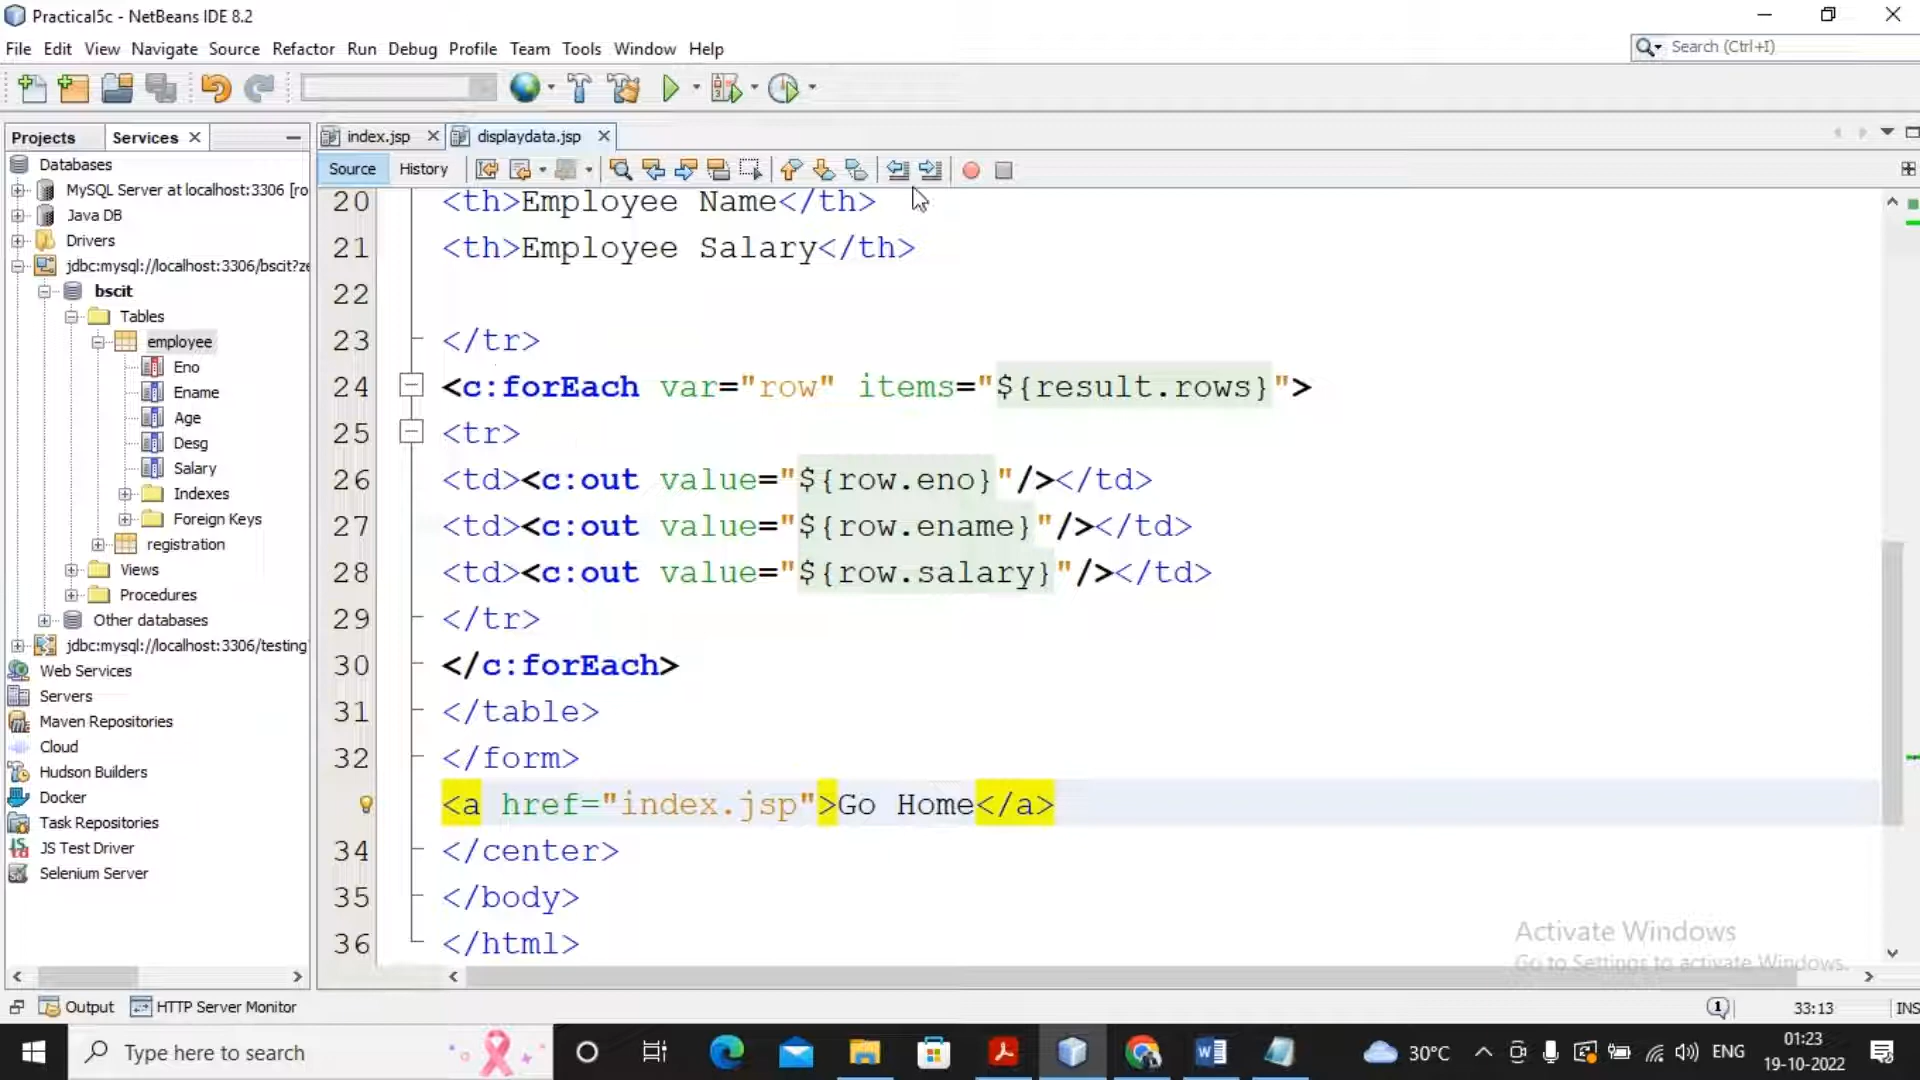 Practical5c - NetBeans IDE 8.2
File Edit View Navigate Source Refactor Run Debug Profile Team Tools Window Help
Search (Ctrl+I)
Projects Services
index.jsp displaydata.jsp
Source History
Databases
MySQL Server at localhost:3306 [ro
Java DB
Drivers
jdbc:mysql://localhost:3306/bscit?ze
bscit
Tables
employee
Eno
Ename
Age
Desg
Salary
Indexes
Foreign Keys
registration
Views
Procedures
Other databases
jdbc:mysql://localhost:3306/testing
Web Services
Servers
Maven Repositories
Cloud
Hudson Builders
Docker
Task Repositories
JS Test Driver
Selenium Server
20 <th>Employee Name</th>
21 <th>Employee Salary</th>
22
23 </tr>
24 <c:forEach var="row" items="${result.rows}">
25 <tr>
26 <td><c:out value="${row.eno}"/></td>
27 <td><c:out value="${row.ename}"/></td>
28 <td><c:out value="${row.salary}"/></td>
29 </tr>
30 </c:forEach>
31 </table>
32 </form>
<a href="index.jsp">Go Home</a>
34 </center>
35 </body>
36 </html>
Activate Windows
Go to Settings to activate Windows.
Output HTTP Server Monitor
1 33:13 INS
Type here to search
30°C ENG
01:23
19-10-2022